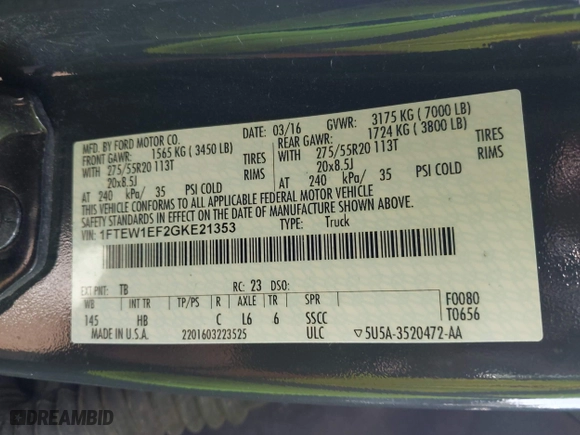 MFD. BY FORD MOTOR CO.
DATE: 03/16 GVWR: 3175 KG ( 7000 LB)
FRONT GAWR: 1565 KG ( 3450 LB) REAR GAWR: 1724 KG ( 3800 LB)
WITH 275/55R20 113T TIRES WITH 275/55R20 113T TIRES
20x8.5J RIMS 20x8.5J RIMS
AT 240 kPa/ 35 PSI COLD AT 240 kPa/ 35 PSI COLD
THIS VEHICLE CONFORMS TO ALL APPLICABLE FEDERAL MOTOR VEHICLE
SAFETY STANDARDS IN EFFECT ON THE DATE OF MANUFACTURE SHOWN ABOVE.
VIN: 1FTEW1EF2GKE21353 TYPE: Truck
EXT PNT: TB RC: 23 DSO:
WB INT TR TP/PS R AXLE TR SPR F0080
145 HB C L6 6 SSCC T0656
MADE IN U.S.A. 2201603223525 ULC ▽5U5A-3520472-AA
DREAMBID